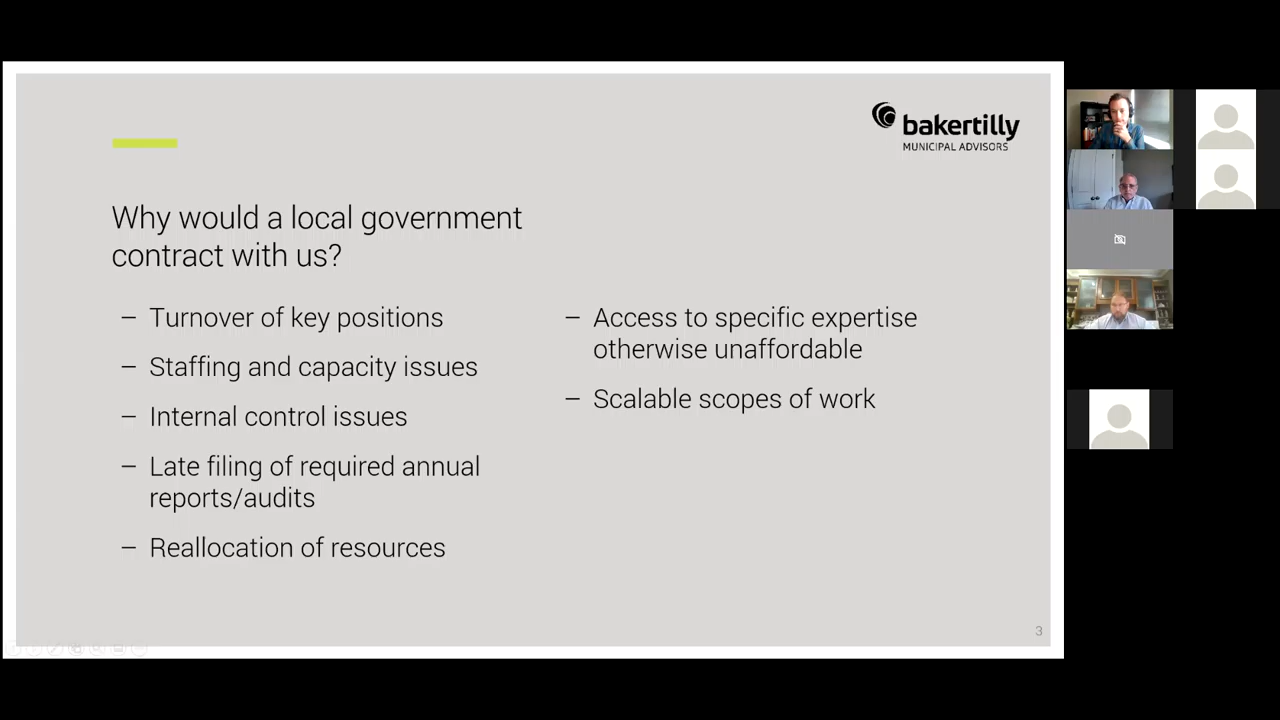 bakertilly
MUNICIPAL ADVISORS
Why would a local government
contract with us?
– Turnover of key positions
– Staffing and capacity issues
– Internal control issues
– Late filing of required annual
reports/audits
– Reallocation of resources
– Access to specific expertise
otherwise unaffordable
– Scalable scopes of work
3